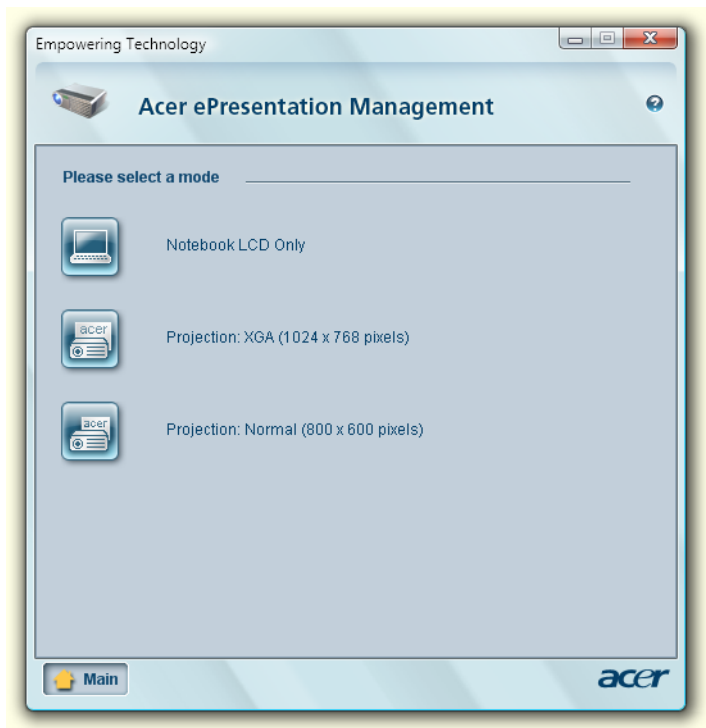 Empowering Technology
Acer ePresentation Management
Please select a mode
Notebook LCD Only
acer
Projection: XGA (1024 x 768 pixels)
acer
Projection: Normal (800 x 600 pixels)
Main
acer